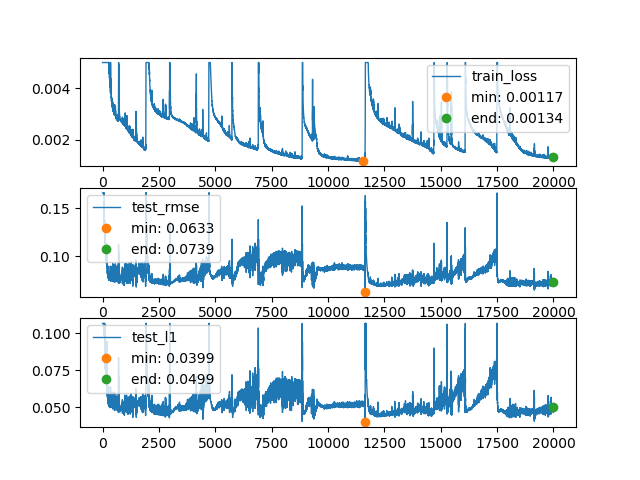 0.004
0.002
train_loss
min: 0.00117
end: 0.00134
0 2500 5000 7500 10000 12500 15000 17500 20000
0.15
0.10
test_rmse
min: 0.0633
end: 0.0739
0 2500 5000 7500 10000 12500 15000 17500 20000
0.100
0.075
0.050
test_l1
min: 0.0399
end: 0.0499
0 2500 5000 7500 10000 12500 15000 17500 20000